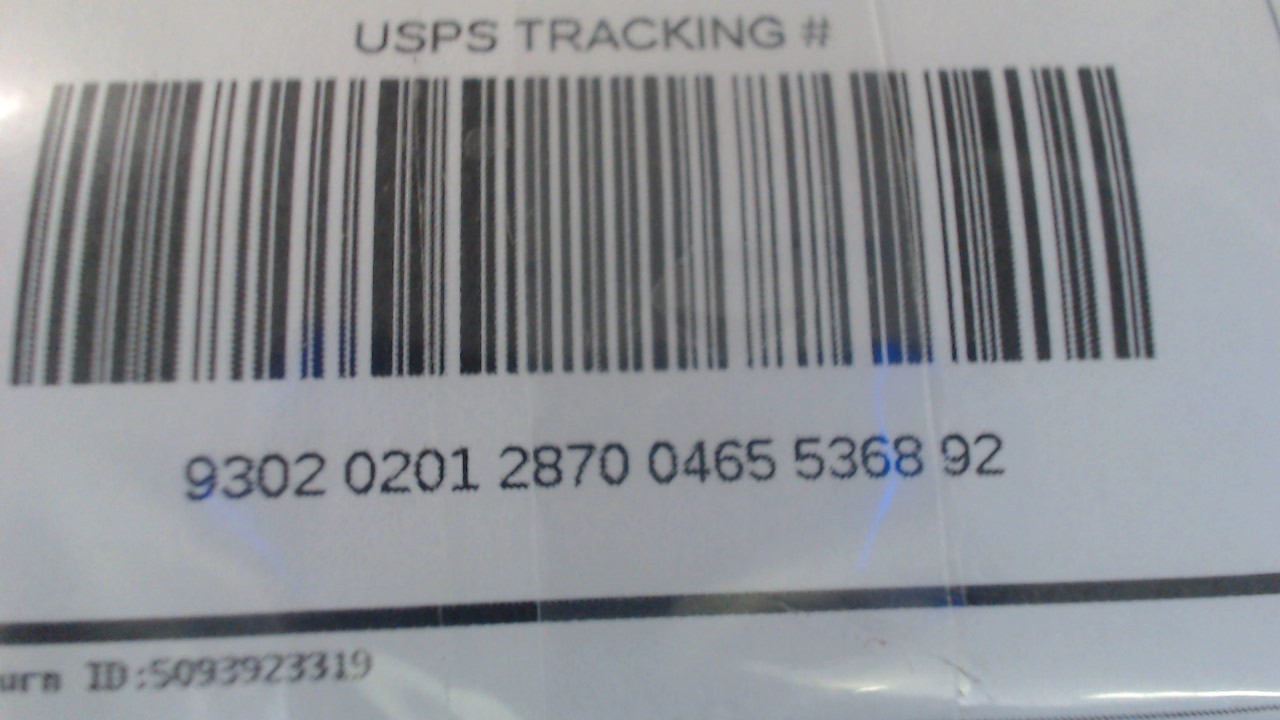 USPS TRACKING #
9302 0201 2870 0465 5368 92
urn ID:5093923319